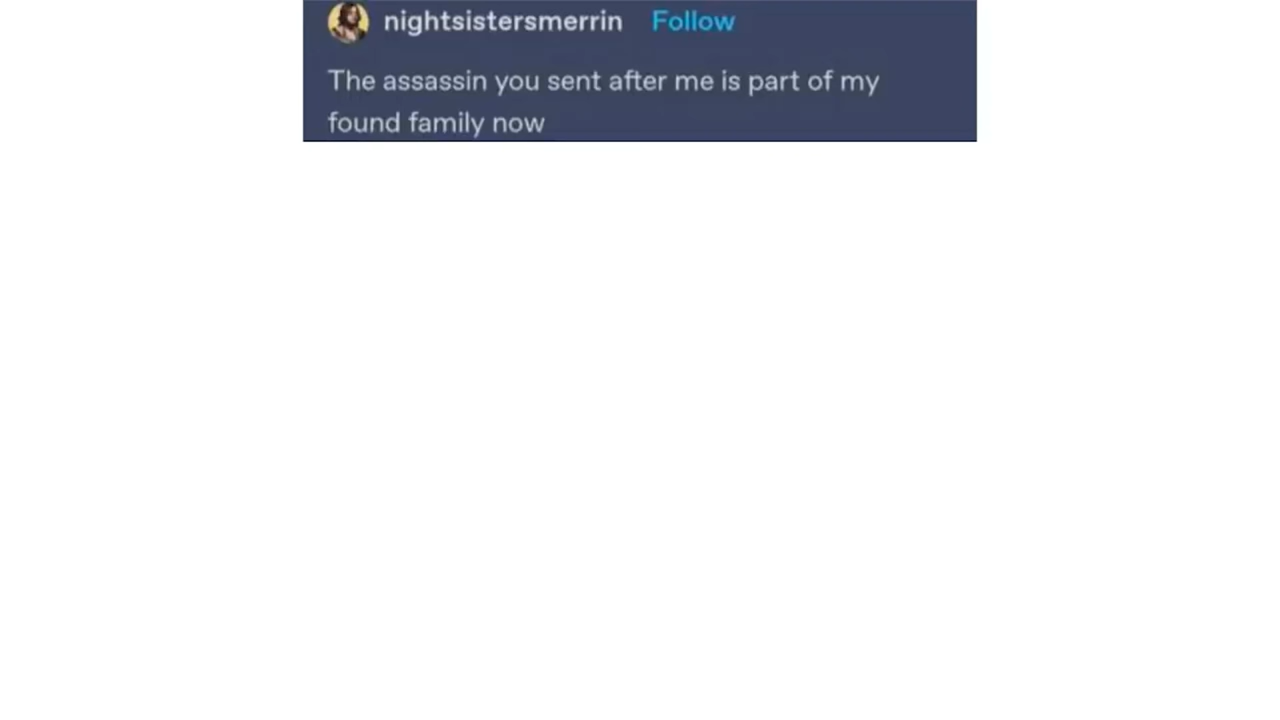 nightsistersmerrin Follow
The assassin you sent after me is part of my
found family now